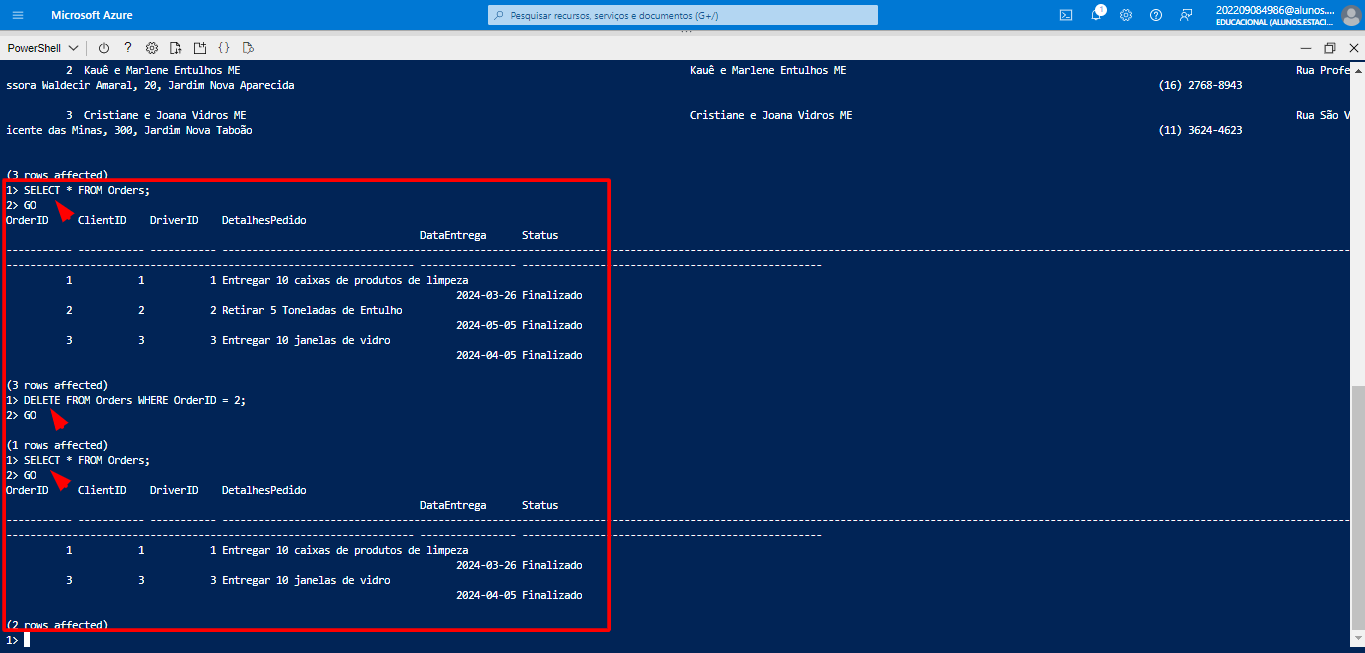 Microsoft Azure
Pesquisar recursos, serviços e documentos (G+/)
1
202209084986@alunos....
EDUCACIONAL (ALUNOS.ESTACI...
PowerShell
2 Kauê e Marlene Entulhos ME Kauê e Marlene Entulhos ME Rua Profe
ssora Waldecir Amaral, 20, Jardim Nova Aparecida (16) 2768-8943
3 Cristiane e Joana Vidros ME Cristiane e Joana Vidros ME Rua São V
icente das Minas, 300, Jardim Nova Taboão (11) 3624-4623
(3 rows affected)
1> SELECT * FROM Orders;
2> GO
OrderID ClientID DriverID DetalhesPedido
DataEntrega Status
1 1 1 Entregar 10 caixas de produtos de limpeza
2024-03-26 Finalizado
2 2 2 Retirar 5 Toneladas de Entulho
2024-05-05 Finalizado
3 3 3 Entregar 10 janelas de vidro
2024-04-05 Finalizado
(3 rows affected)
1> DELETE FROM Orders WHERE OrderID = 2;
2> GO
(1 rows affected)
1> SELECT * FROM Orders;
2> GO
OrderID ClientID DriverID DetalhesPedido
DataEntrega Status
1 1 1 Entregar 10 caixas de produtos de limpeza
2024-03-26 Finalizado
3 3 3 Entregar 10 janelas de vidro
2024-04-05 Finalizado
(2 rows affected)
1>